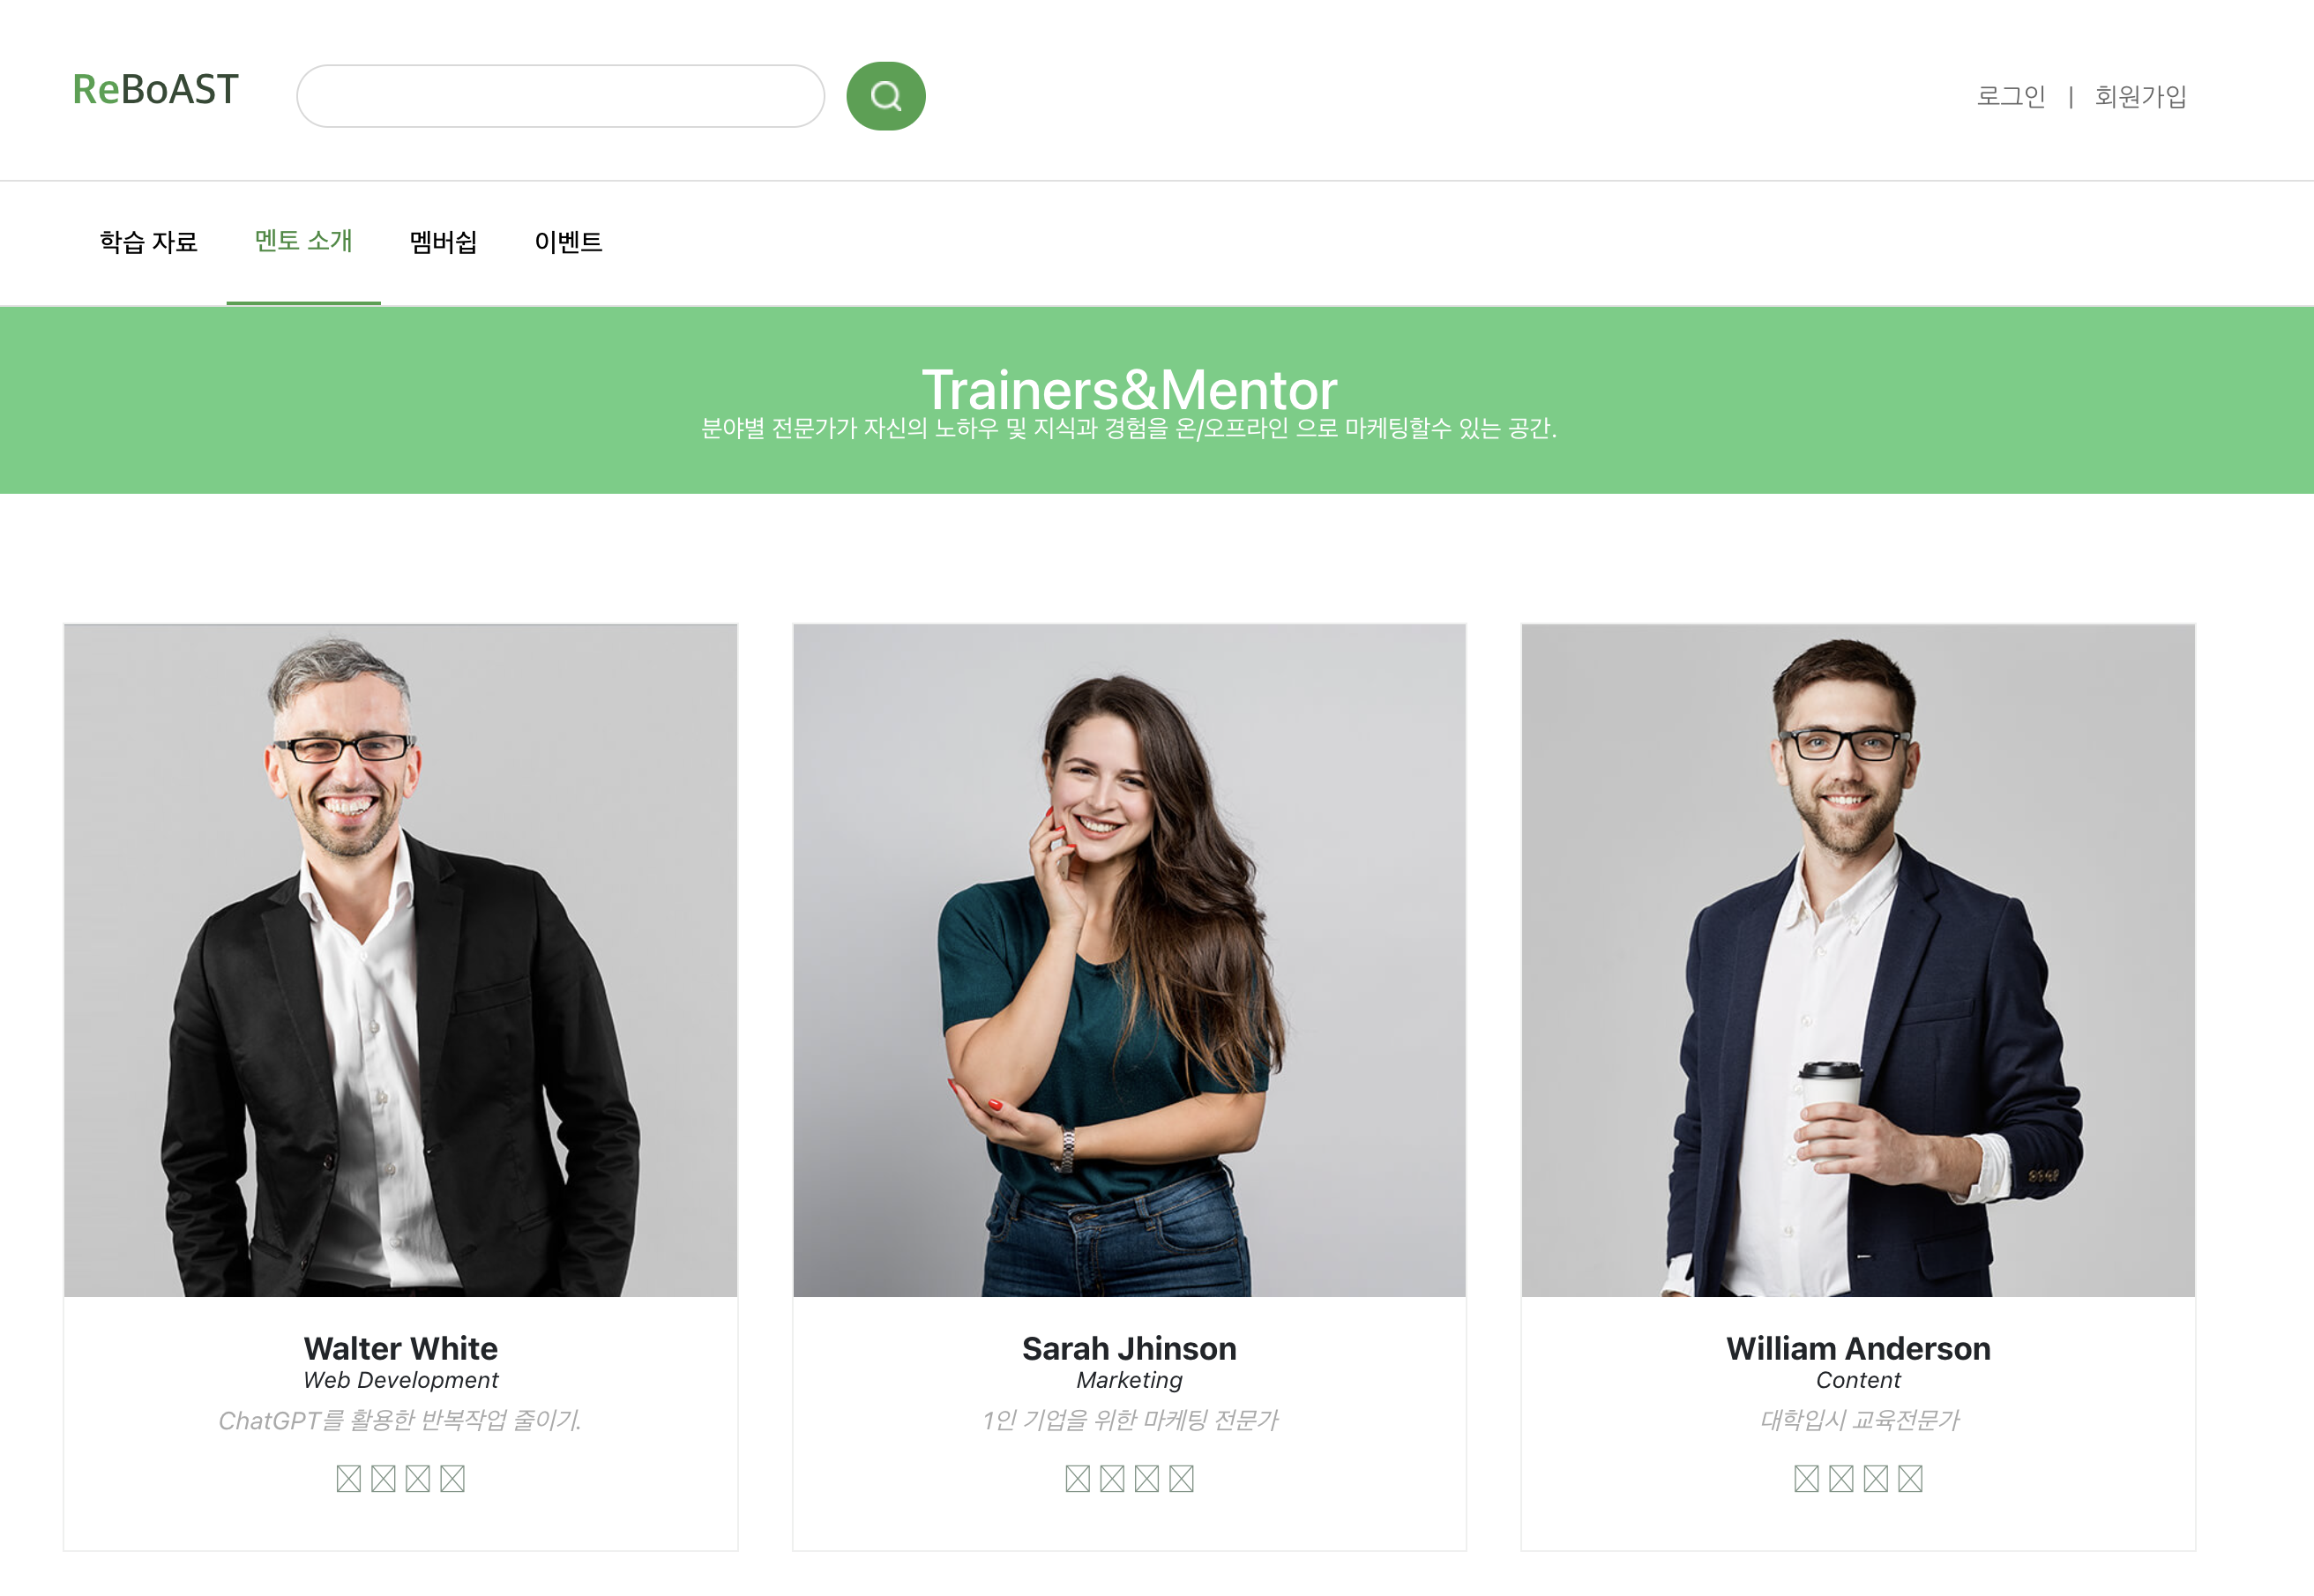 ReBoAST
로그인 | 회원가입
학습 자료 멘토 소개 멤버쉽 이벤트
Trainers&Mentor
분야별 전문가가 자신의 노하우 및 지식과 경험을 온/오프라인 으로 마케팅할수 있는 공간.
Walter White
Web Development
ChatGPT를 활용한 반복작업 줄이기.
Sarah Jhinson
Marketing
1인 기업을 위한 마케팅 전문가
William Anderson
Content
대학입시 교육전문가